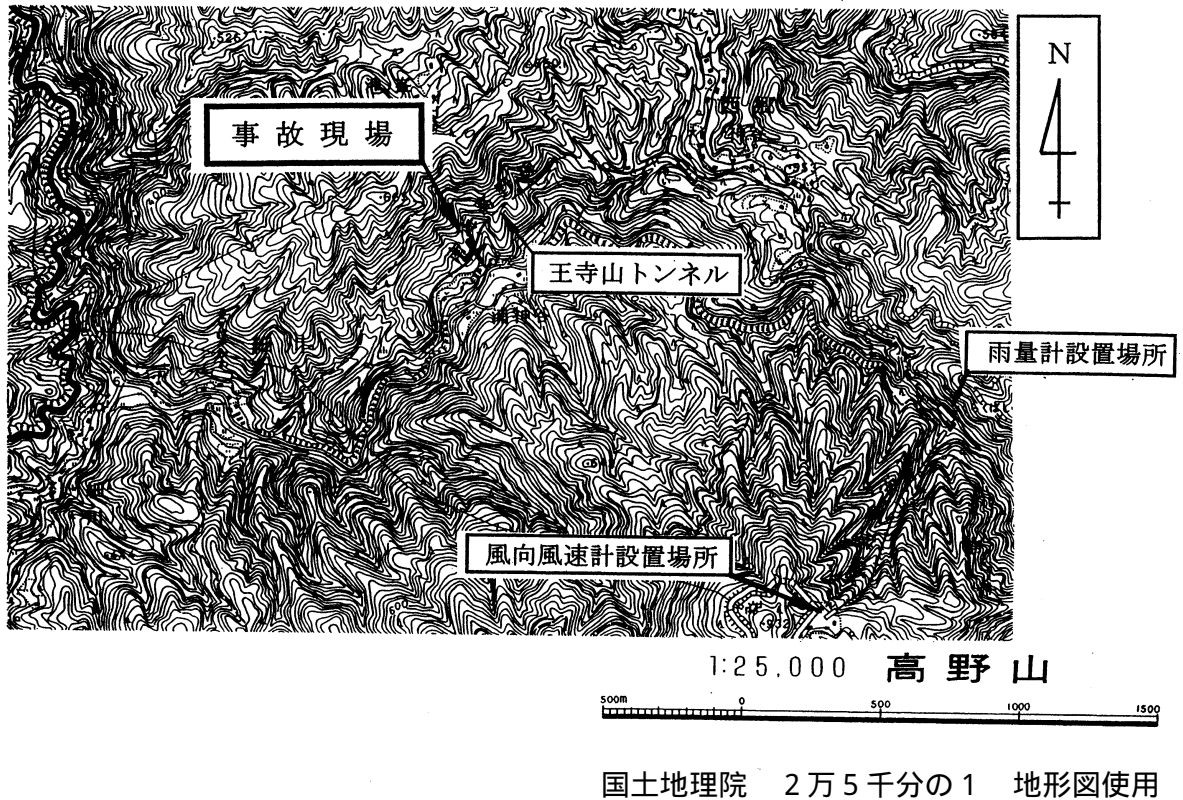 N
事故現場
王寺山トンネル
雨量計設置場所
風向風速計設置場所
1:25,000 高野山
500m 0 500 1000 1500
国土地理院 2万5千分の1 地形図使用